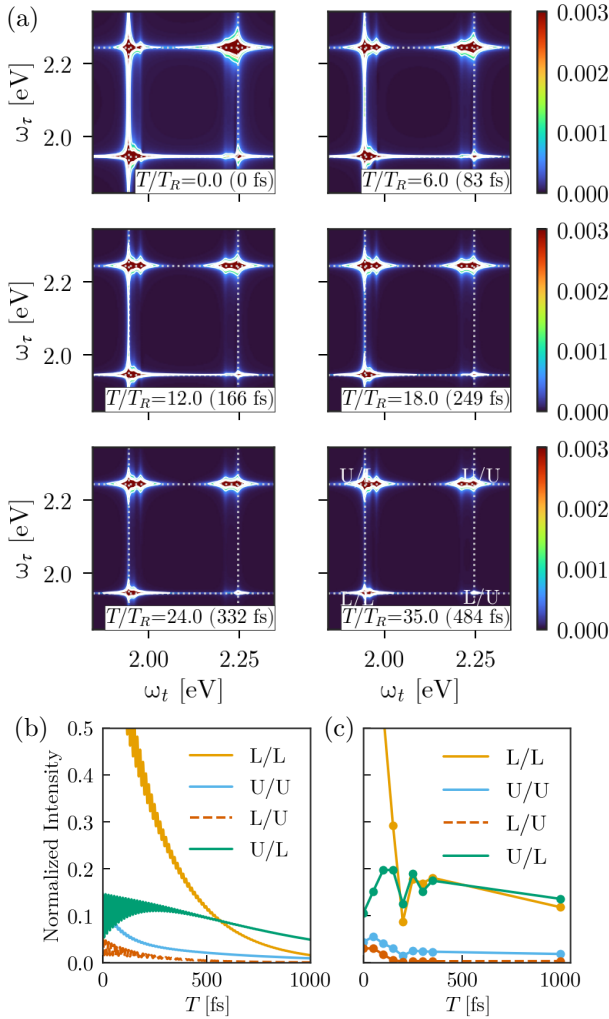 (a)
ω_τ [eV]
2.2
2.0
T/T_R=0.0 (0 fs)
T/T_R=6.0 (83 fs)
0.003
0.002
0.001
0.000
ω_τ [eV]
2.2
2.0
T/T_R=12.0 (166 fs)
T/T_R=18.0 (249 fs)
0.003
0.002
0.001
0.000
ω_τ [eV]
2.2
2.0
U/L
U/U
L/L
L/U
T/T_R=24.0 (332 fs)
T/T_R=35.0 (484 fs)
0.003
0.002
0.001
0.000
2.00
2.25
2.00
2.25
ω_t [eV]
ω_t [eV]
(b)
Normalized Intensity
0.5
0.4
0.3
0.2
0.1
0.0
L/L
U/U
L/U
U/L
0
500
1000
T [fs]
(c)
L/L
U/U
L/U
U/L
0
500
1000
T [fs]